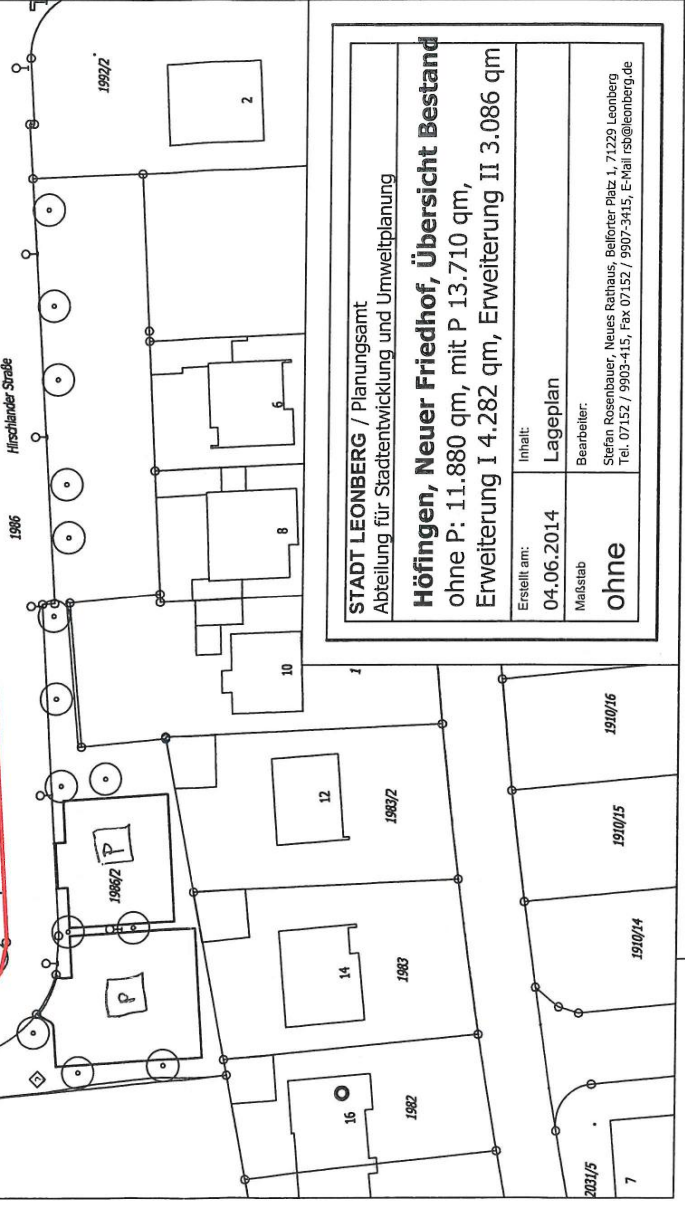 1992/2
2
Hirschlander Straße
1986
6
8
10
1
12
1983/2
P
1986/2
P
14
1983
16
1982
1910/16
1910/15
1910/14
2031/5
7
STADT LEONBERG / Planungsamt
Abteilung für Stadtentwicklung und Umweltplanung
Höfingen, Neuer Friedhof, Übersicht Bestand
ohne P: 11.880 qm, mit P 13.710 qm,
Erweiterung I 4.282 qm, Erweiterung II 3.086 qm
Erstellt am:
04.06.2014
Inhalt:
Lageplan
Maßstab
ohne
Bearbeiter:
Stefan Rosenbauer, Neues Rathaus, Belforter Platz 1, 71229 Leonberg
Tel. 07152 / 9903-415, Fax 07152 / 9907-3415, E-Mail rsb@leonberg.de